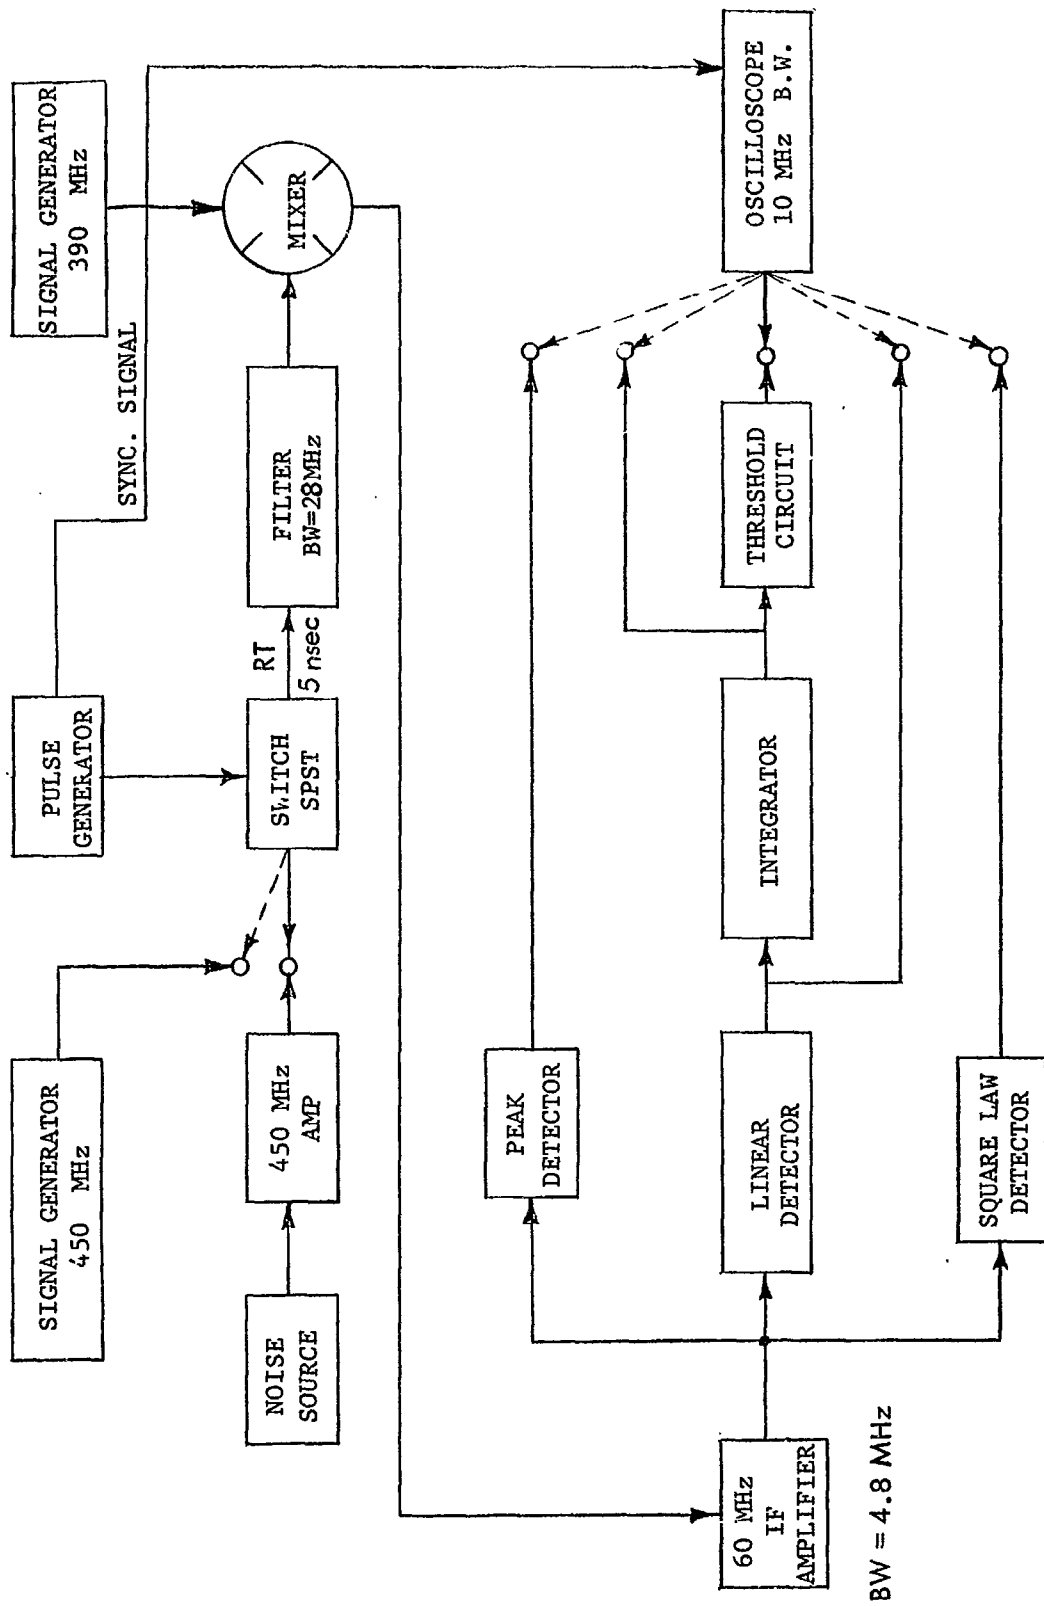 SIGNAL GENERATOR
450 MHz
PULSE
GENERATOR
SYNC. SIGNAL
SIGNAL GENERATOR
390 MHz
NOISE
SOURCE
450 MHz
AMP
SWITCH
SPST
RT
5 nsec
FILTER
BW=28MHz
MIXER
60 MHz
IF
AMPLIFIER
BW = 4.8 MHz
PEAK
DETECTOR
LINEAR
DETECTOR
SQUARE LAW
DETECTOR
INTEGRATOR
THRESHOLD
CIRCUIT
OSCILLOSCOPE
10 MHz B.W.